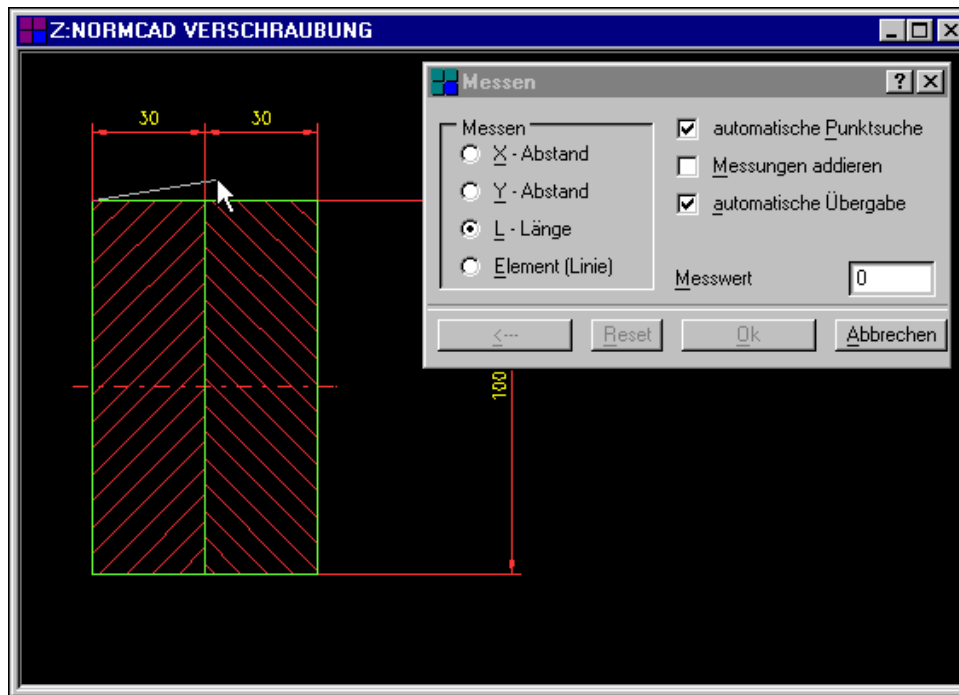 Z:NORMCAD VERSCHRAUBUNG
30 30
Messen
Messen
X - Abstand
Y - Abstand
L - Länge
Element (Linie)
automatische Punktsuche
Messungen addieren
automatische Übergabe
Messwert 0
<--- Reset Ok Abbrechen
100